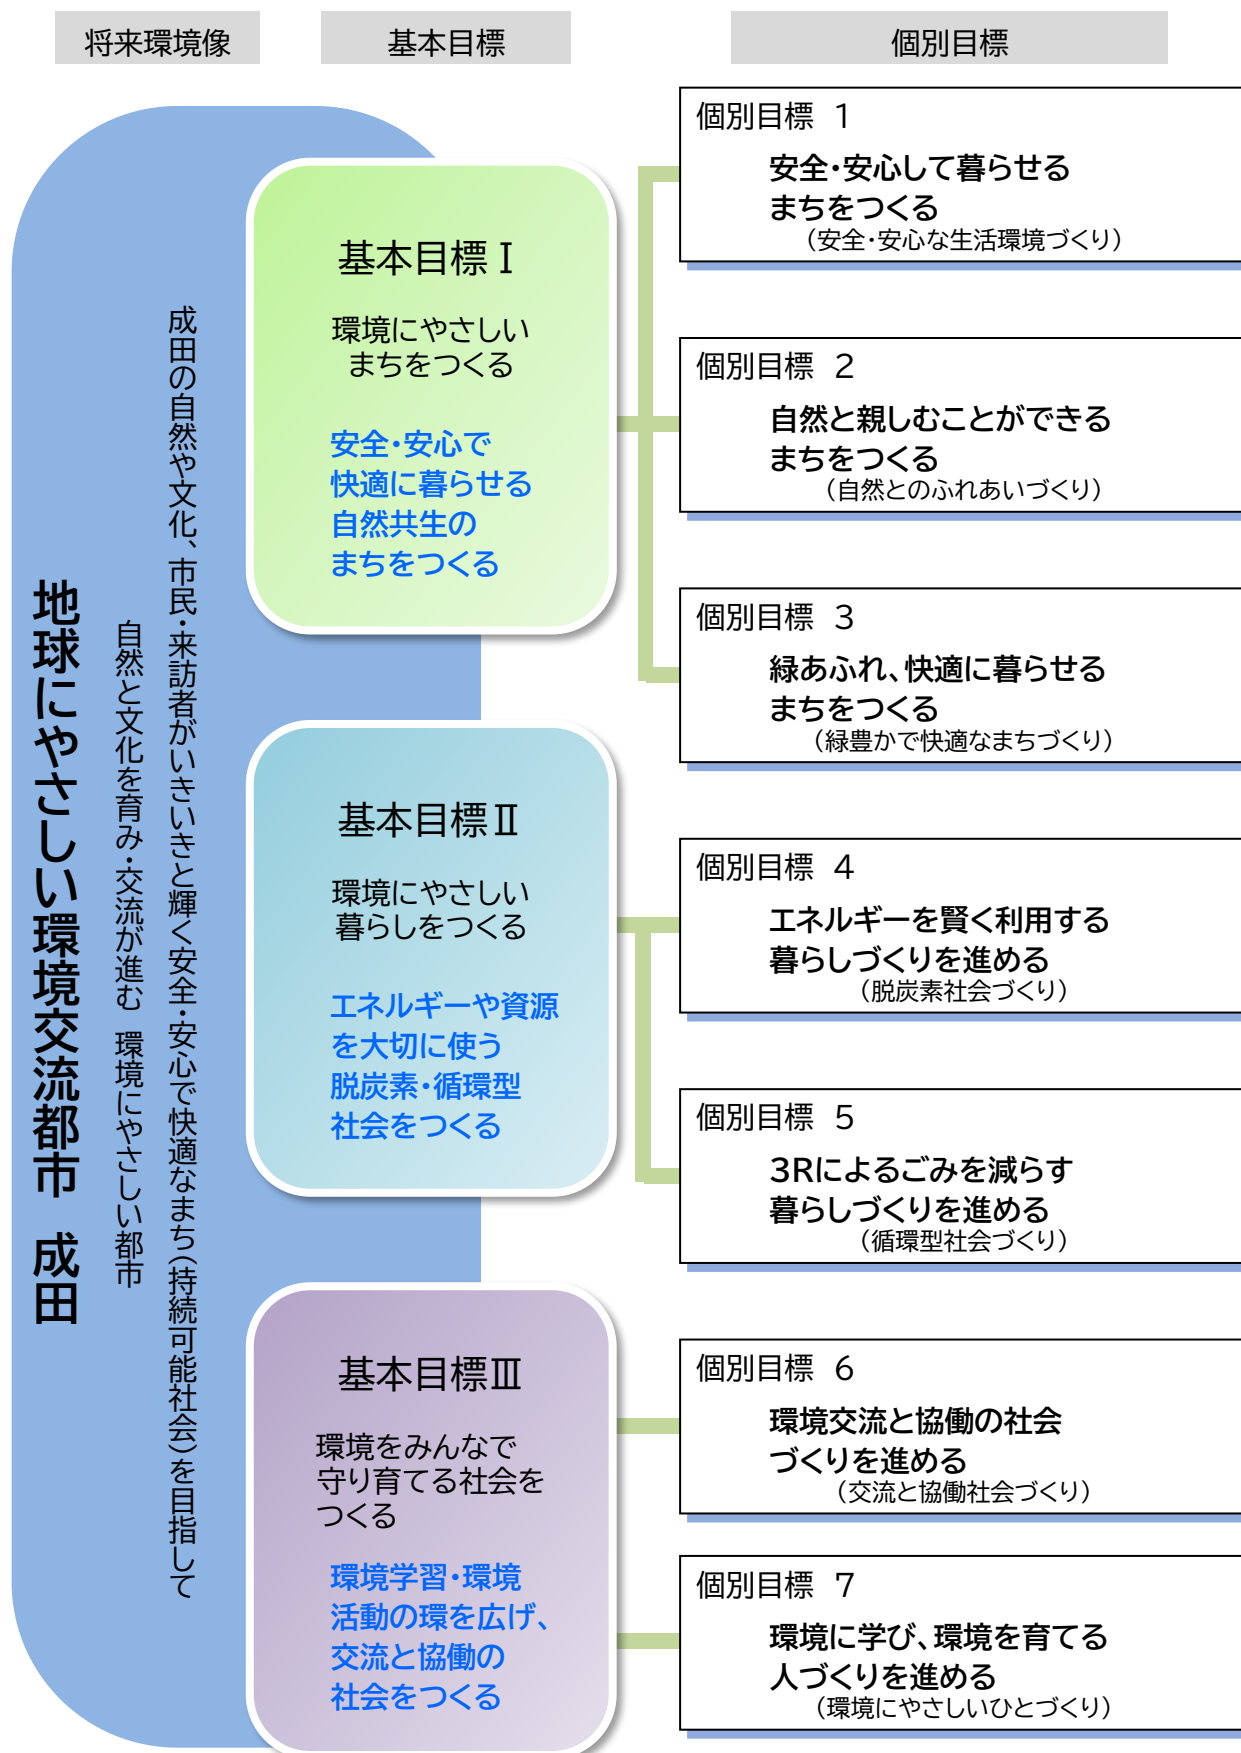 将来環境像
基本目標
個別目標
地球にやさしい環境交流都市　成田
自然と文化を育み・交流が進む　環境にやさしい都市
成田の自然や文化、市民・来訪者がいきいきと輝く安全・安心で快適なまち（持続可能社会）を目指して
基本目標Ⅰ
環境にやさしい
まちをつくる
安全・安心で
快適に暮らせる
自然共生の
まちをつくる
個別目標 1
安全・安心して暮らせる
まちをつくる
（安全・安心な生活環境づくり）
個別目標 2
自然と親しむことができる
まちをつくる
（自然とのふれあいづくり）
個別目標 3
緑あふれ、快適に暮らせる
まちをつくる
（緑豊かで快適なまちづくり）
基本目標Ⅱ
環境にやさしい
暮らしをつくる
エネルギーや資源
を大切に使う
脱炭素・循環型
社会をつくる
個別目標 4
エネルギーを賢く利用する
暮らしづくりを進める
（脱炭素社会づくり）
個別目標 5
3Rによるごみを減らす
暮らしづくりを進める
（循環型社会づくり）
基本目標Ⅲ
環境をみんなで
守り育てる社会を
つくる
環境学習・環境
活動の環を広げ、
交流と協働の
社会をつくる
個別目標 6
環境交流と協働の社会
づくりを進める
（交流と協働社会づくり）
個別目標 7
環境に学び、環境を育てる
人づくりを進める
（環境にやさしいひとづくり）